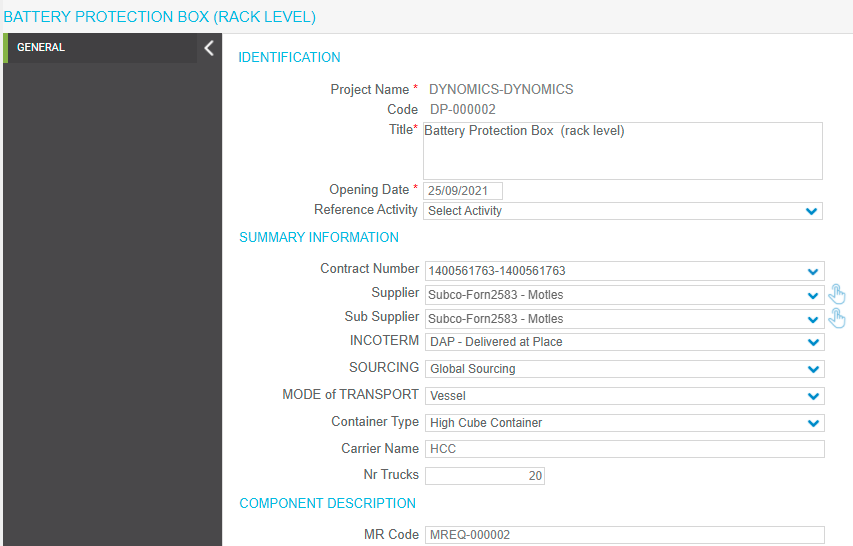 BATTERY PROTECTION BOX (RACK LEVEL)
GENERAL
IDENTIFICATION
Project Name * DYNOMICS-DYNOMICS
Code DP-000002
Title* Battery Protection Box (rack level)
Opening Date * 25/09/2021
Reference Activity Select Activity
SUMMARY INFORMATION
Contract Number 1400561763-1400561763
Supplier Subco-Forn2583 - Motles
Sub Supplier Subco-Forn2583 - Motles
INCOTERM DAP - Delivered at Place
SOURCING Global Sourcing
MODE of TRANSPORT Vessel
Container Type High Cube Container
Carrier Name HCC
Nr Trucks 20
COMPONENT DESCRIPTION
MR Code MREQ-000002